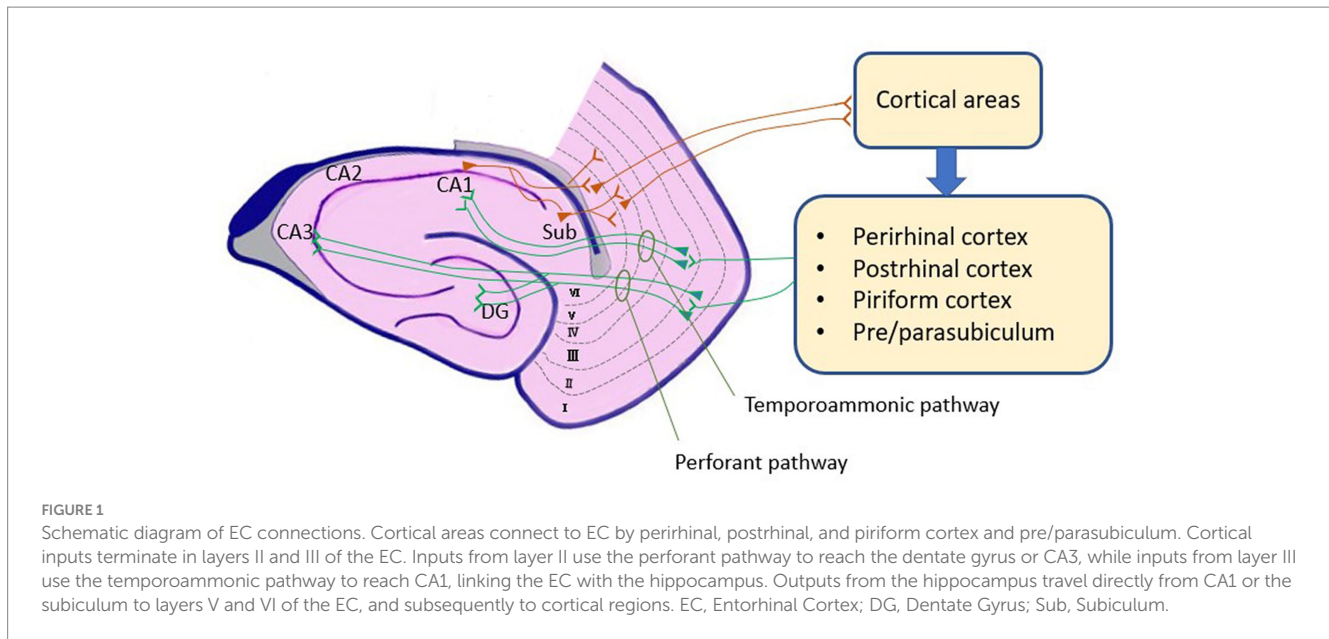 Cortical areas
CA2
CA1
CA3
Sub
DG
VI
V
IV
III
II
I
• Perirhinal cortex
• Postrhinal cortex
• Piriform cortex
• Pre/parasubiculum
Temporoammonic pathway
Perforant pathway
FIGURE 1
Schematic diagram of EC connections. Cortical areas connect to EC by perirhinal, postrhinal, and piriform cortex and pre/parasubiculum. Cortical
inputs terminate in layers II and III of the EC. Inputs from layer II use the perforant pathway to reach the dentate gyrus or CA3, while inputs from layer III
use the temporoammonic pathway to reach CA1, linking the EC with the hippocampus. Outputs from the hippocampus travel directly from CA1 or the
subiculum to layers V and VI of the EC, and subsequently to cortical regions. EC, Entorhinal Cortex; DG, Dentate Gyrus; Sub, Subiculum.